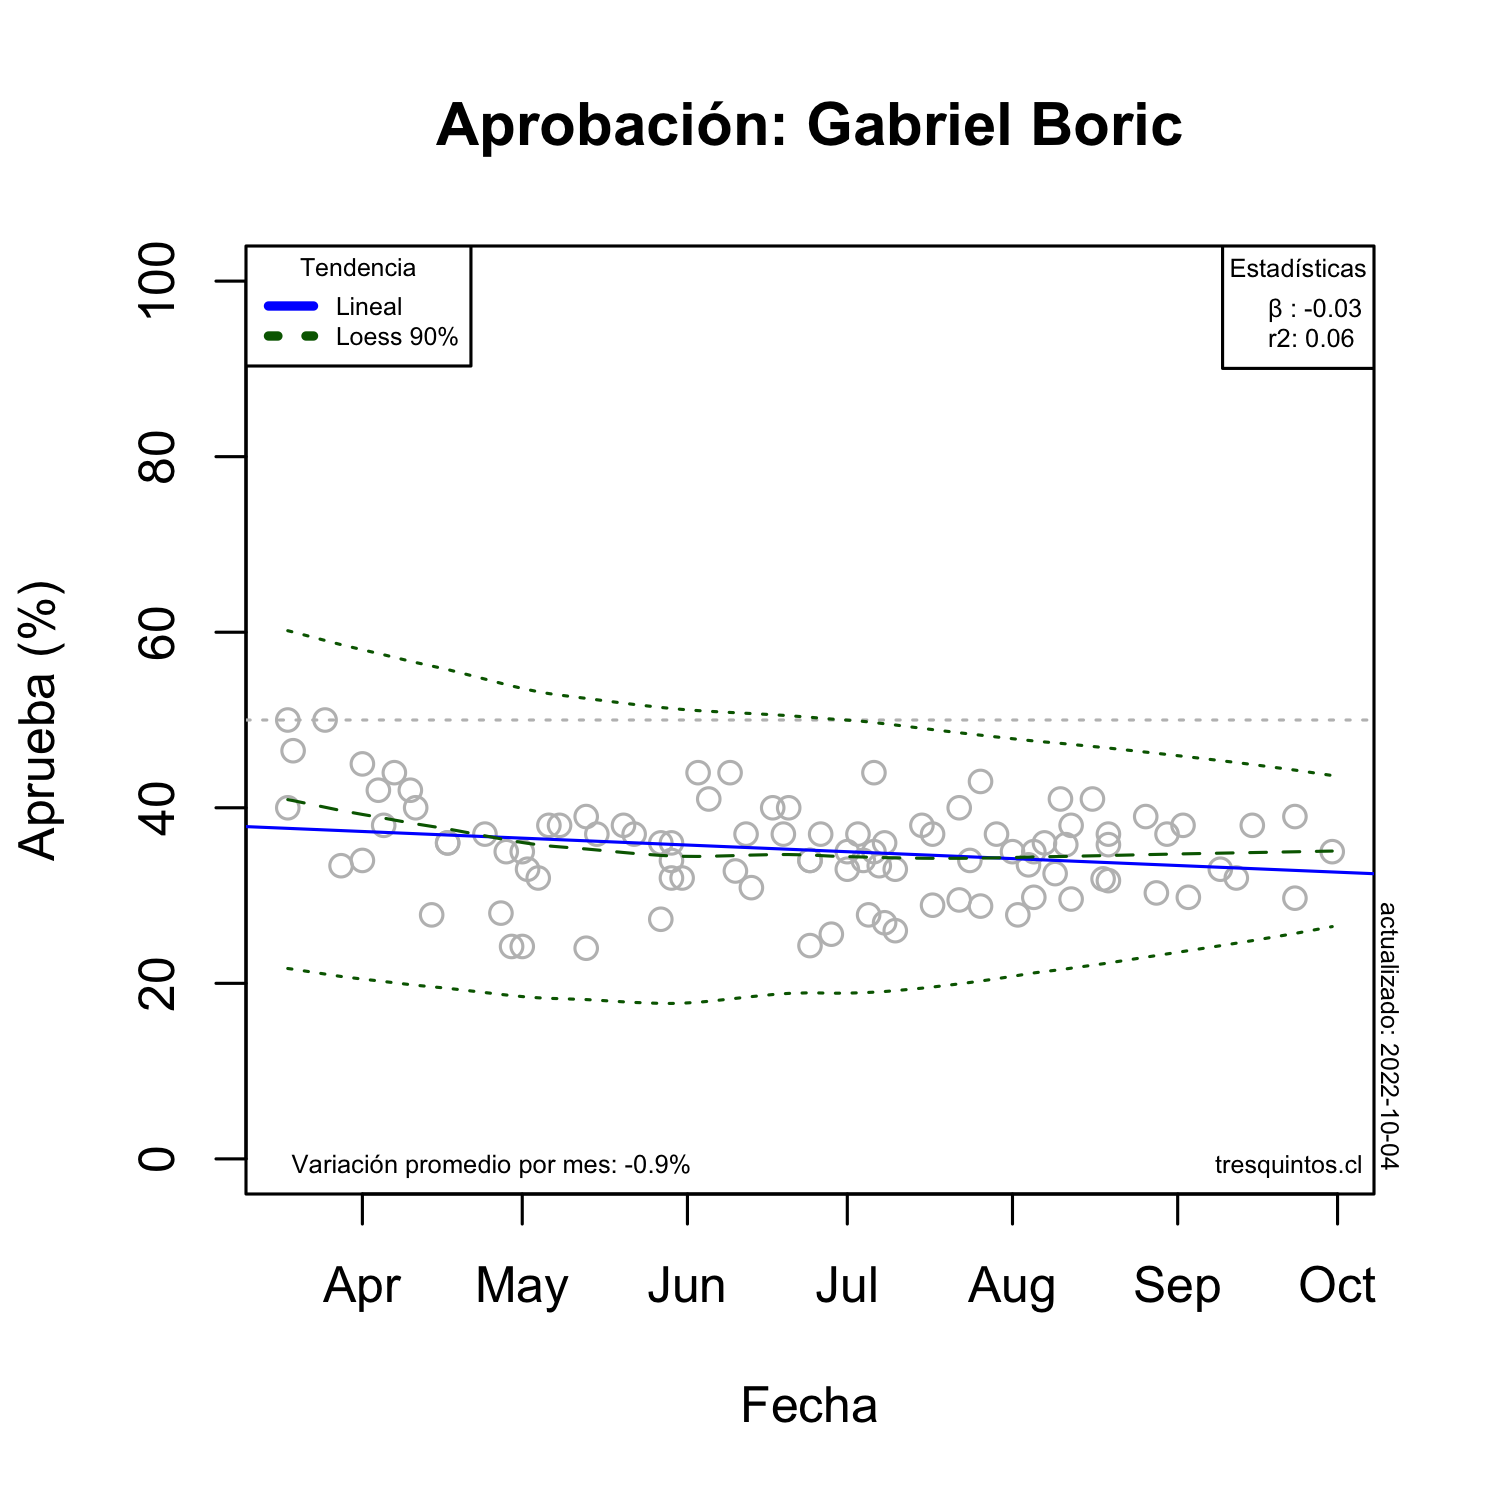 Aprobación: Gabriel Boric
Tendencia
Lineal
Loess 90%
Estadísticas
β : -0.03
r2: 0.06
Aprueba (%)
100
80
60
40
20
0
actualizado: 2022-10-04
Variación promedio por mes: -0.9%
tresquintos.cl
Apr May Jun Jul Aug Sep Oct
Fecha